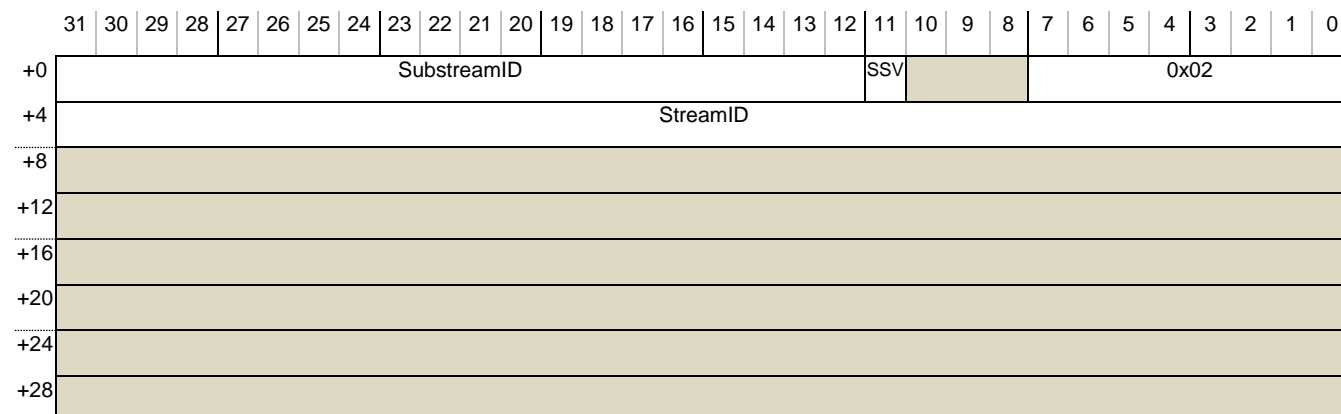 31 30 29 28 27 26 25 24 23 22 21 20 19 18 17 16 15 14 13 12 11 10 9 8 7 6 5 4 3 2 1 0
+0 SubstreamID SSV 0x02
+4 StreamID
+8
+12
+16
+20
+24
+28